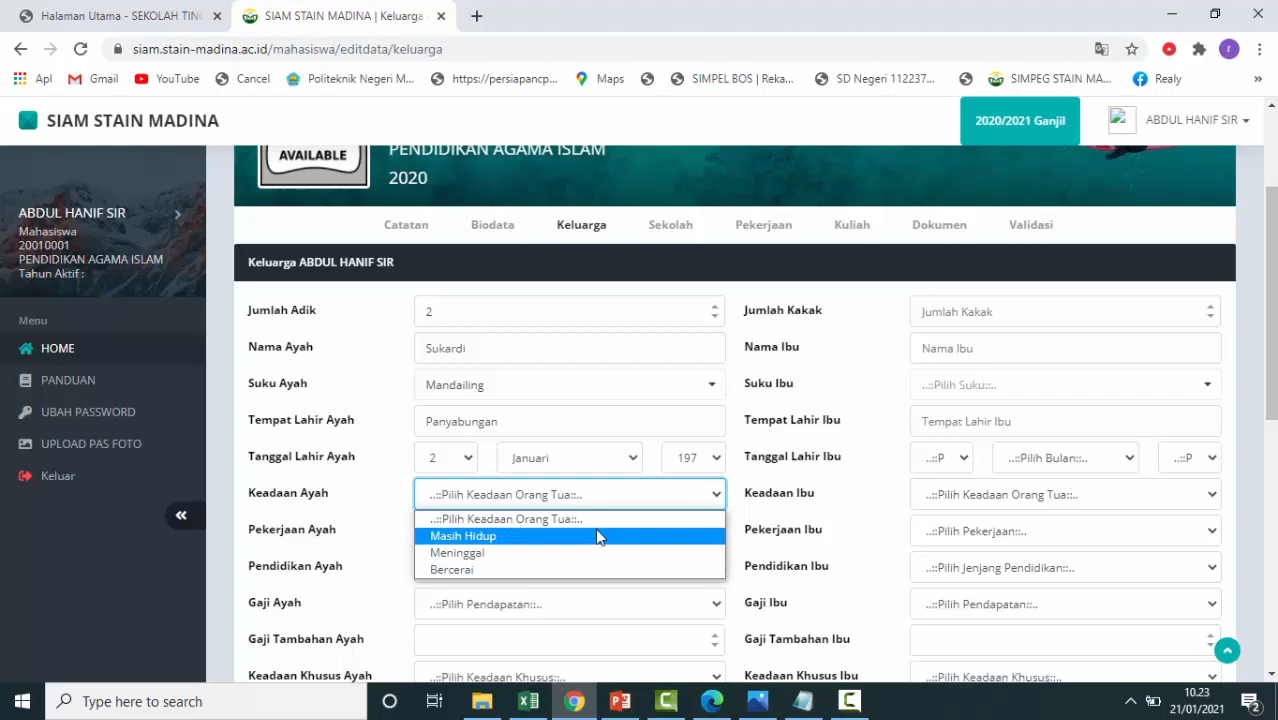 Halaman Utama - SEKOLAH TING
SIAM STAIN MADINA | Keluarga
siam.stain-madina.ac.id/mahasiswa/editdata/keluarga
Apl Gmail YouTube Cancel Politeknik Negeri M... https://persiapancp... Maps SIMPEL BOS | Reka... SD Negeri 112237... SIMPEG STAIN MA... Realy »
SIAM STAIN MADINA
2020/2021 Ganjil
ABDUL HANIF SIR
AVAILABLE
PENDIDIKAN AGAMA ISLAM
2020
ABDUL HANIF SIR
Mahasiswa
20010001
PENDIDIKAN AGAMA ISLAM
Tahun Aktif :
Menu
HOME
PANDUAN
UBAH PASSWORD
UPLOAD PAS FOTO
Keluar
Catatan Biodata Keluarga Sekolah Pekerjaan Kuliah Dokumen Validasi
Keluarga ABDUL HANIF SIR
Jumlah Adik 2 Jumlah Kakak Jumlah Kakak
Nama Ayah Sukardi Nama Ibu Nama Ibu
Suku Ayah Mandailing Suku Ibu ..::Pilih Suku::..
Tempat Lahir Ayah Panyabungan Tempat Lahir Ibu Tempat Lahir Ibu
Tanggal Lahir Ayah 2 Januari 197 Tanggal Lahir Ibu ..::P ..::Pilih Bulan::.. ..::P
Keadaan Ayah ..::Pilih Keadaan Orang Tua::.. Keadaan Ibu ..::Pilih Keadaan Orang Tua::..
..::Pilih Keadaan Orang Tua::..
Masih Hidup
Meninggal
Bercerai
Pekerjaan Ayah Pekerjaan Ibu ..::Pilih Pekerjaan::..
Pendidikan Ayah Pendidikan Ibu ..::Pilih Jenjang Pendidikan::..
Gaji Ayah ..::Pilih Pendapatan::.. Gaji Ibu ..::Pilih Pendapatan::..
Gaji Tambahan Ayah Gaji Tambahan Ibu
Keadaan Khusus Ayah ..::Pilih Keadaan Khusus::.. Keadaan Khusus Ibu ..::Pilih Keadaan Khusus::..
Type here to search
10.23
21/01/2021
2